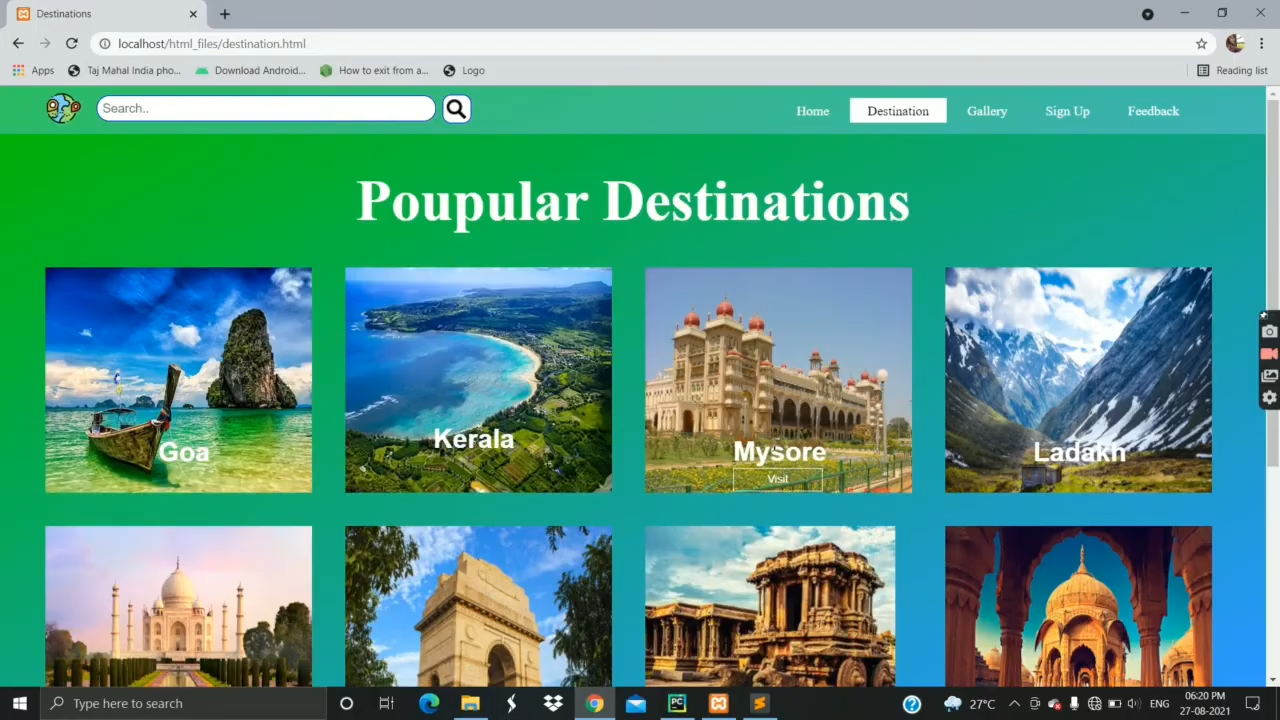 Destinations
localhost/html_files/destination.html
Apps
Taj Mahal India pho...
Download Android...
How to exit from a...
Logo
Reading list
Search..
Home
Destination
Gallery
Sign Up
Feedback
Poupular Destinations
Goa
Kerala
Mysore
Visit
Ladakh
Type here to search
PC
27°C
ENG
06:20 PM
27-08-2021